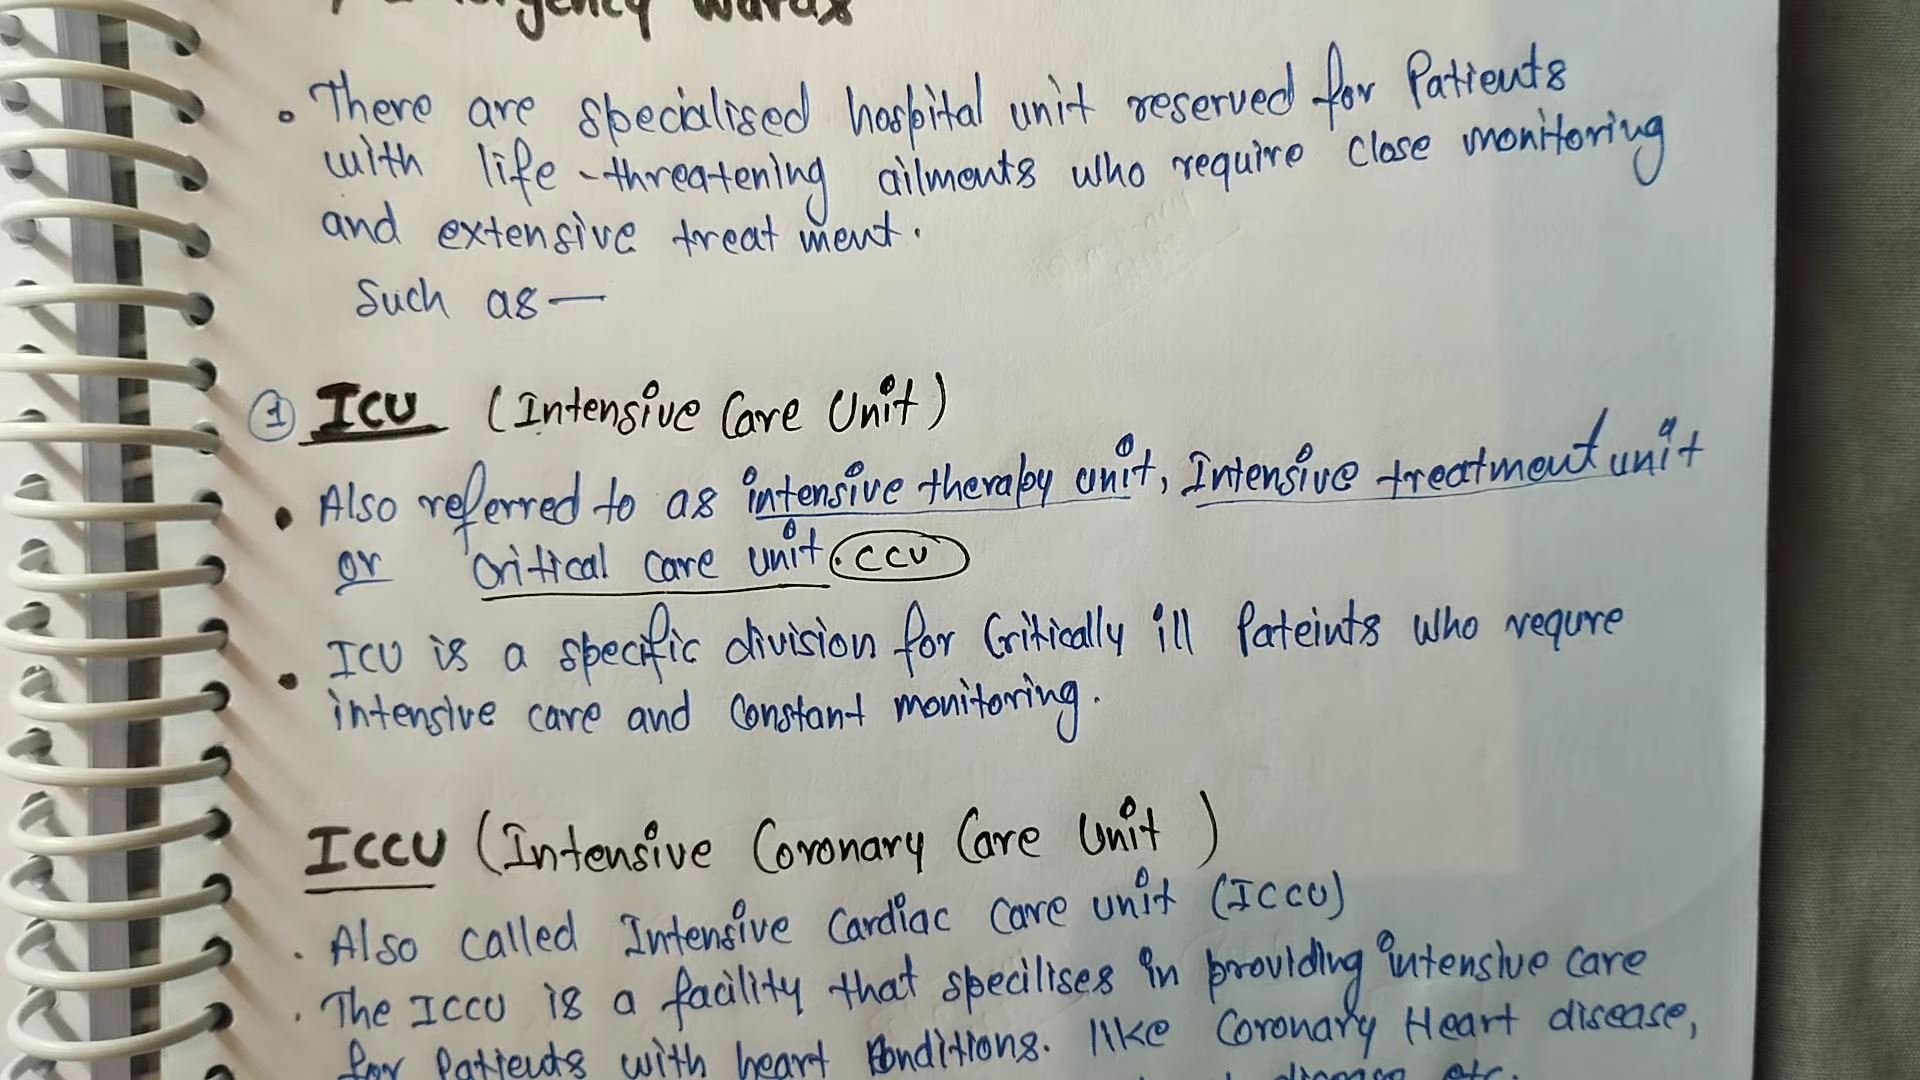 wards
• There are specialised hospital unit reserved for Patients
with life-threatening ailments who require close monitoring
and extensive treatment.
Such as —
① ICU (Intensive Care Unit)
• Also referred to as intensive therapy unit, Intensive treatment unit
or critical care unit. CCU
• ICU is a specific division for Critically ill Pateints who requre
intensive care and Constant monitoring.
ICCU (Intensive Coronary Care Unit)
. Also called Intensive Cardiac Care unit (ICCU)
. The ICCU is a facility that specilises in providing intensive care
for Patients with heart Conditions. like Coronary Heart disease,
disease etc.